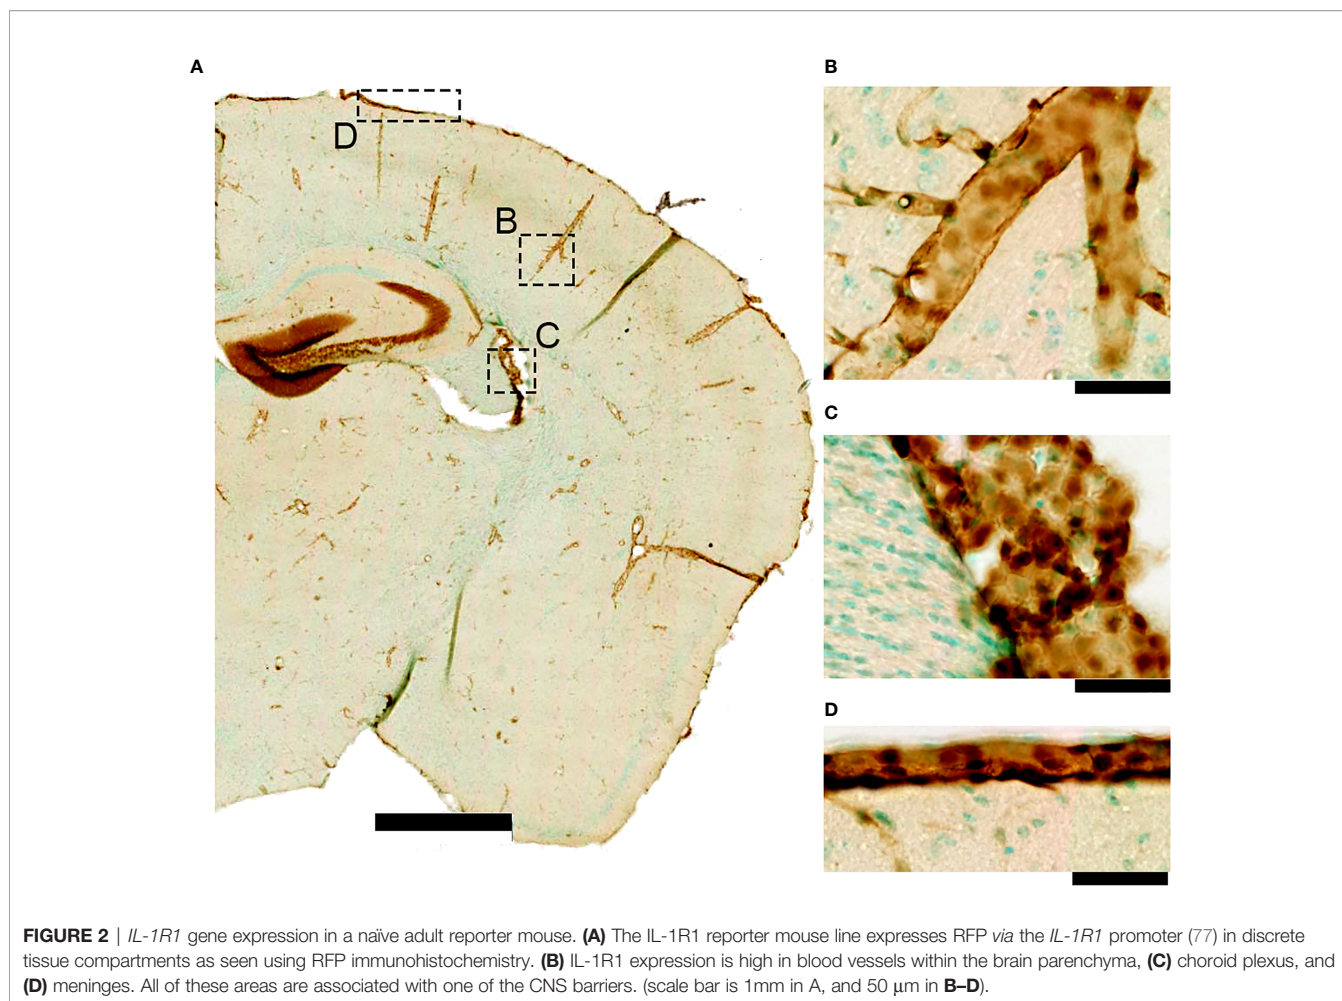 A
B
D
B
C
C
D
FIGURE 2 | IL-1R1 gene expression in a naïve adult reporter mouse. (A) The IL-1R1 reporter mouse line expresses RFP via the IL-1R1 promoter (77) in discrete
tissue compartments as seen using RFP immunohistochemistry. (B) IL-1R1 expression is high in blood vessels within the brain parenchyma, (C) choroid plexus, and
(D) meninges. All of these areas are associated with one of the CNS barriers. (scale bar is 1mm in A, and 50 μm in B–D).